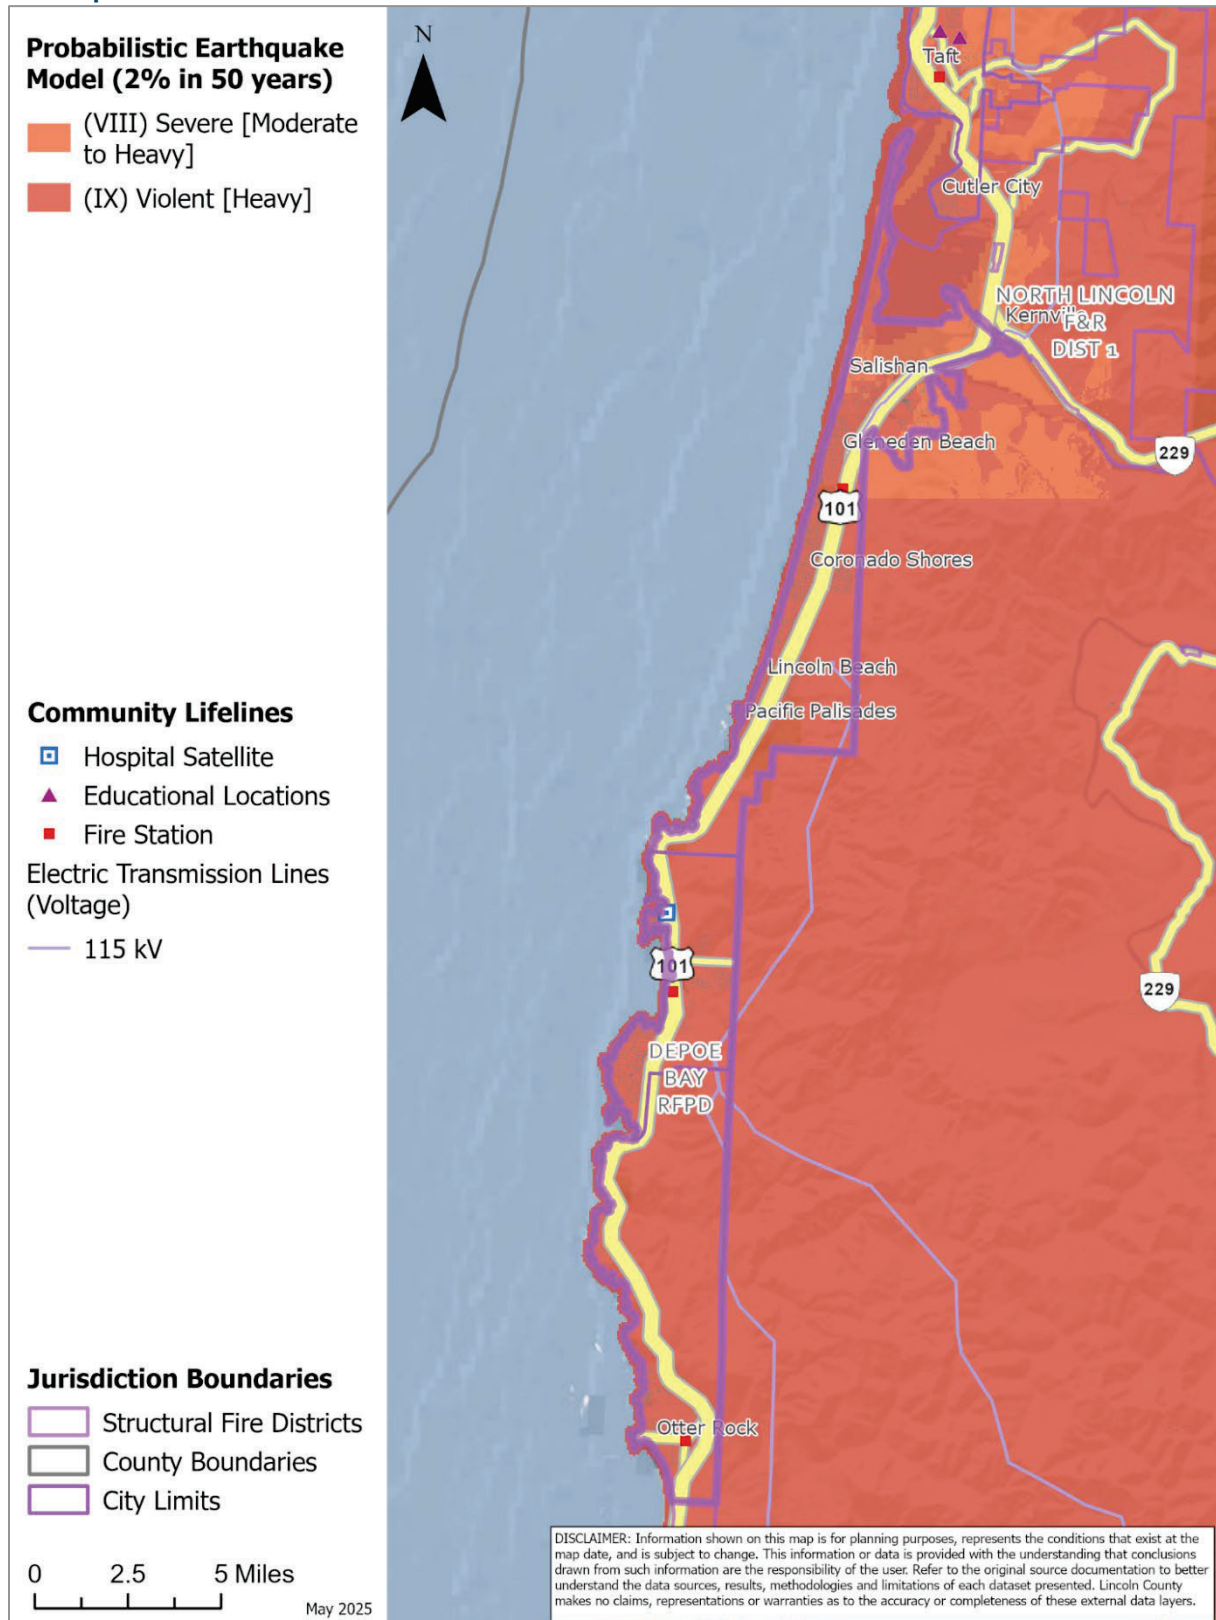 Probabilistic Earthquake
Model (2% in 50 years)
(VIII) Severe [Moderate
to Heavy]
(IX) Violent [Heavy]
Community Lifelines
Hospital Satellite
Educational Locations
Fire Station
Electric Transmission Lines
(Voltage)
115 kV
Jurisdiction Boundaries
Structural Fire Districts
County Boundaries
City Limits
0 2.5 5 Miles
May 2025
N
Taft
Cutler City
NORTH LINCOLN
F&R
DIST 1
Salishan
Gleneden Beach
229
101
Coronado Shores
Lincoln Beach
Pacific Palisades
101
229
DEPOE
BAY
RFPD
Otter Rock
DISCLAIMER: Information shown on this map is for planning purposes, represents the conditions that exist at the
map date, and is subject to change. This information or data is provided with the understanding that conclusions
drawn from such information are the responsibility of the user. Refer to the original source documentation to better
understand the data sources, results, methodologies and limitations of each dataset presented. Lincoln County
makes no claims, representations or warranties as to the accuracy or completeness of these external data layers.